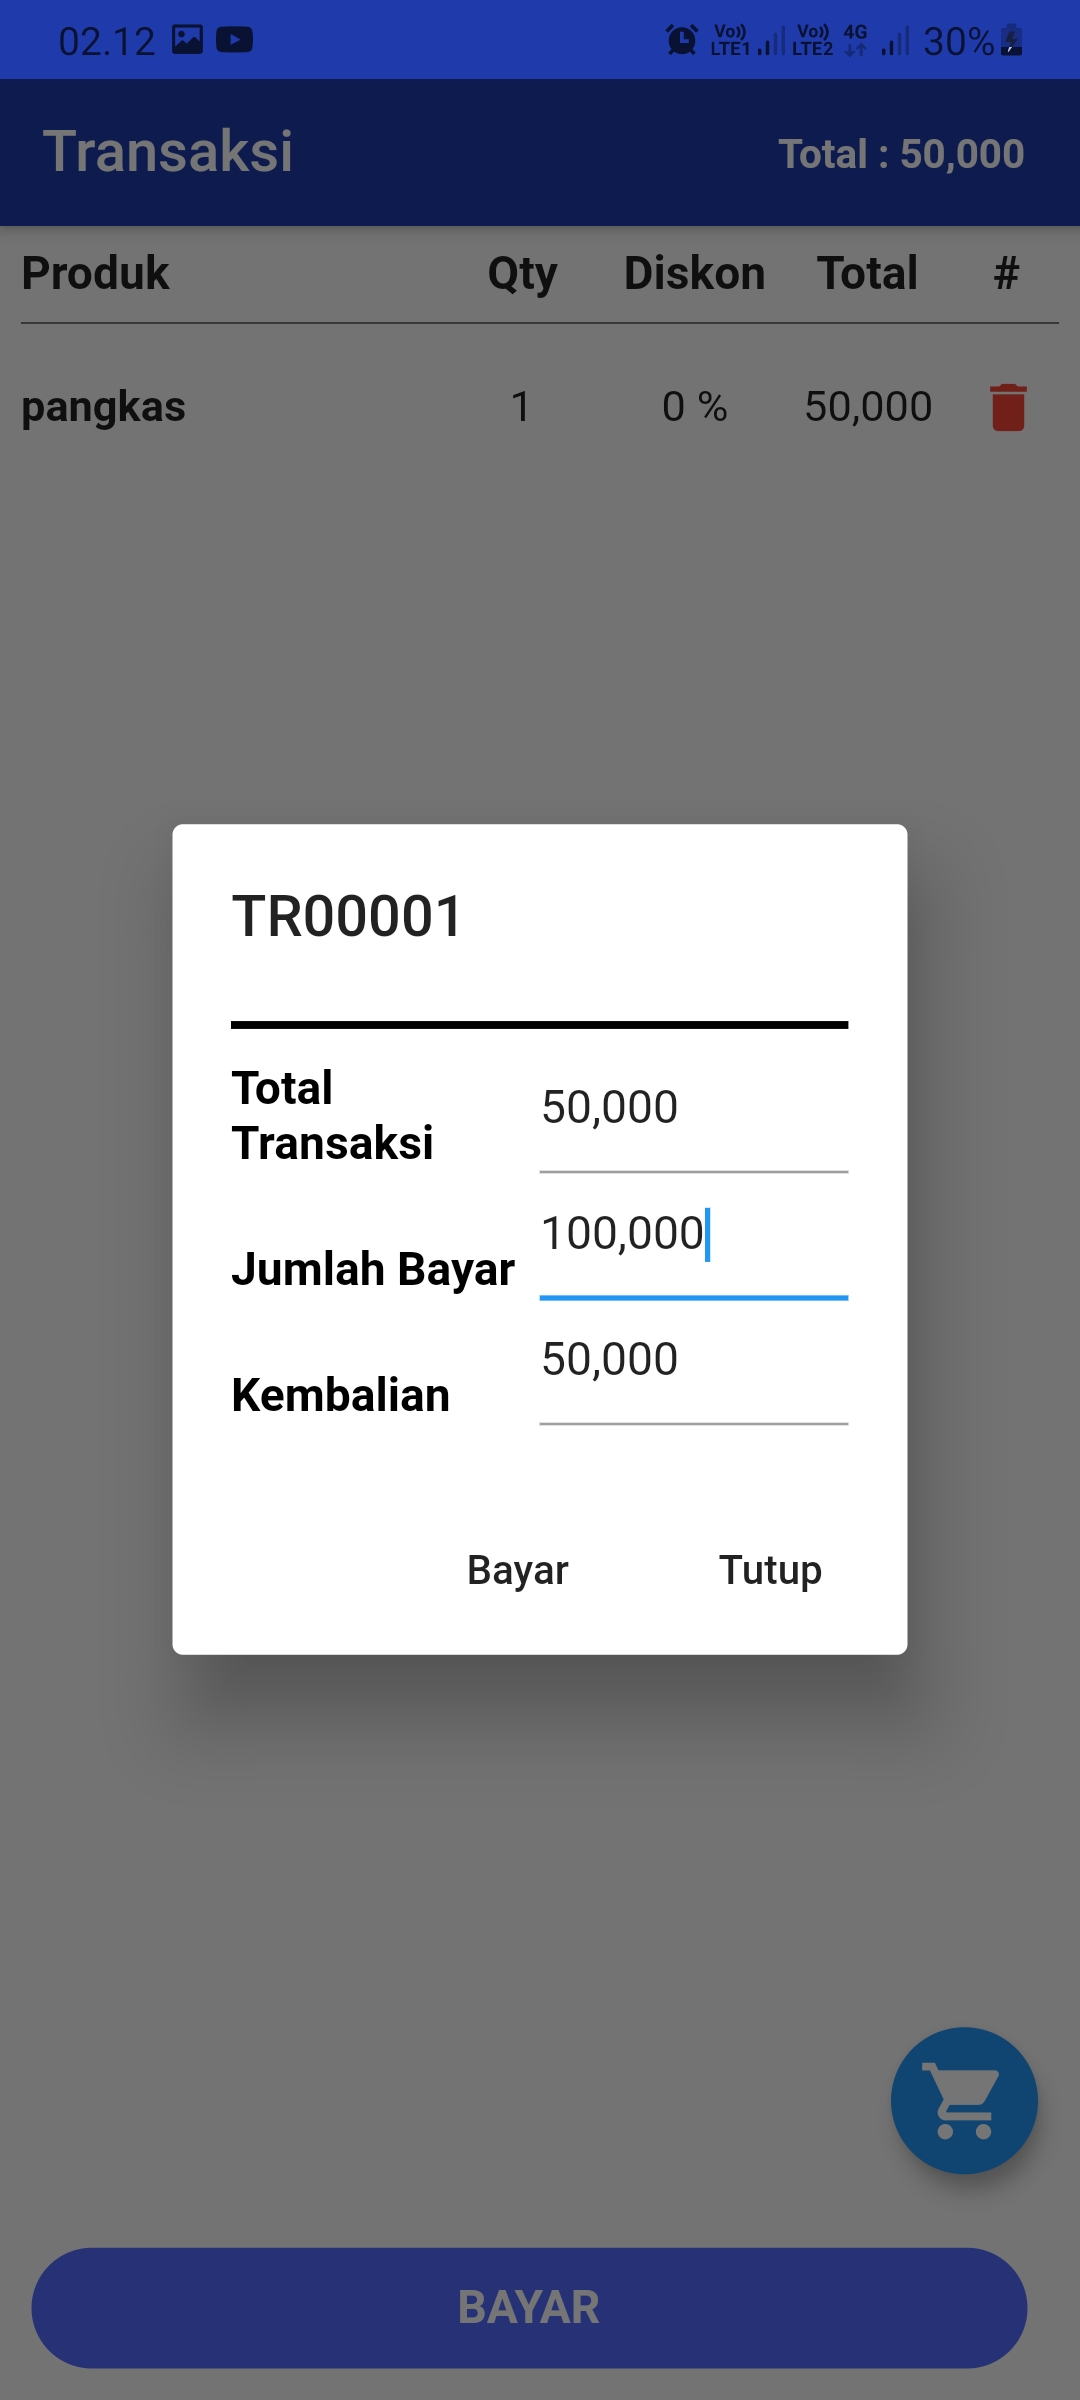 02.12 Vo)) LTE1 Vo)) LTE2 4G 30%
Transaksi Total : 50,000
Produk Qty Diskon Total #
pangkas 1 0 % 50,000
TR00001
Total Transaksi 50,000
Jumlah Bayar 100,000
Kembalian 50,000
Bayar Tutup
BAYAR